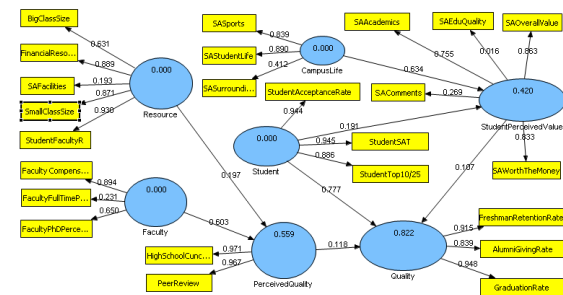 BigClassSize
FinancialReso...
SAFacilities
SmallClassSize
StudentFacultyR
0.631
0.889
0.193
0.871
0.930
0.000
Resource
SASports
SAStudentLife
SASurroundi...
0.839
0.890
0.412
0.000
CampusLife
SAAcademics
SAEduQuality
SAOverallValue
SAComments
SAWorthTheMoney
0.755
0.016
0.863
0.269
0.833
0.420
StudentPerceivedValue
0.634
StudentAcceptanceRate
StudentSAT
StudentTop10/25
0.944
0.945
0.886
0.000
Student
0.191
0.777
0.107
0.197
Faculty Compens...
FacultyFullTimeP...
FacultyPhDPerce...
0.894
0.231
0.650
0.000
Faculty
0.603
HighSchoolCunc...
PeerReview
0.971
0.967
0.559
PerceivedQuality
0.118
0.822
Quality
FreshmanRetentionRate
AlumniGivingRate
GraduationRate
0.915
0.839
0.948